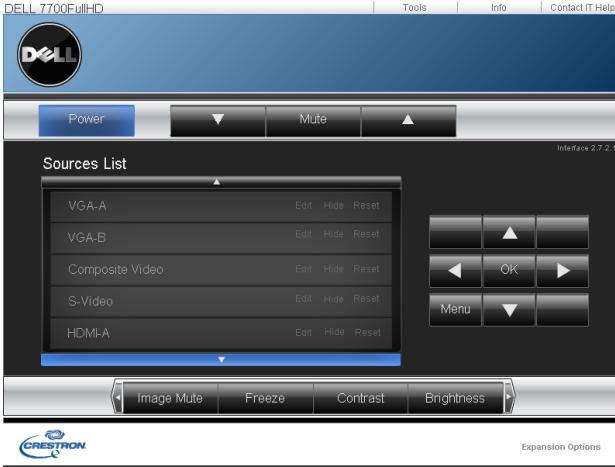 DELL 7700FullHD Tools Info Contact IT Help
DELL
Power Mute
Interface 2.7.2.1
Sources List
VGA-A Edit Hide Reset
VGA-B Edit Hide Reset
Composite Video Edit Hide Reset
S-Video Edit Hide Reset
HDMI-A Edit Hide Reset
OK
Menu
Image Mute Freeze Contrast Brightness
CRESTRON
Expansion Options